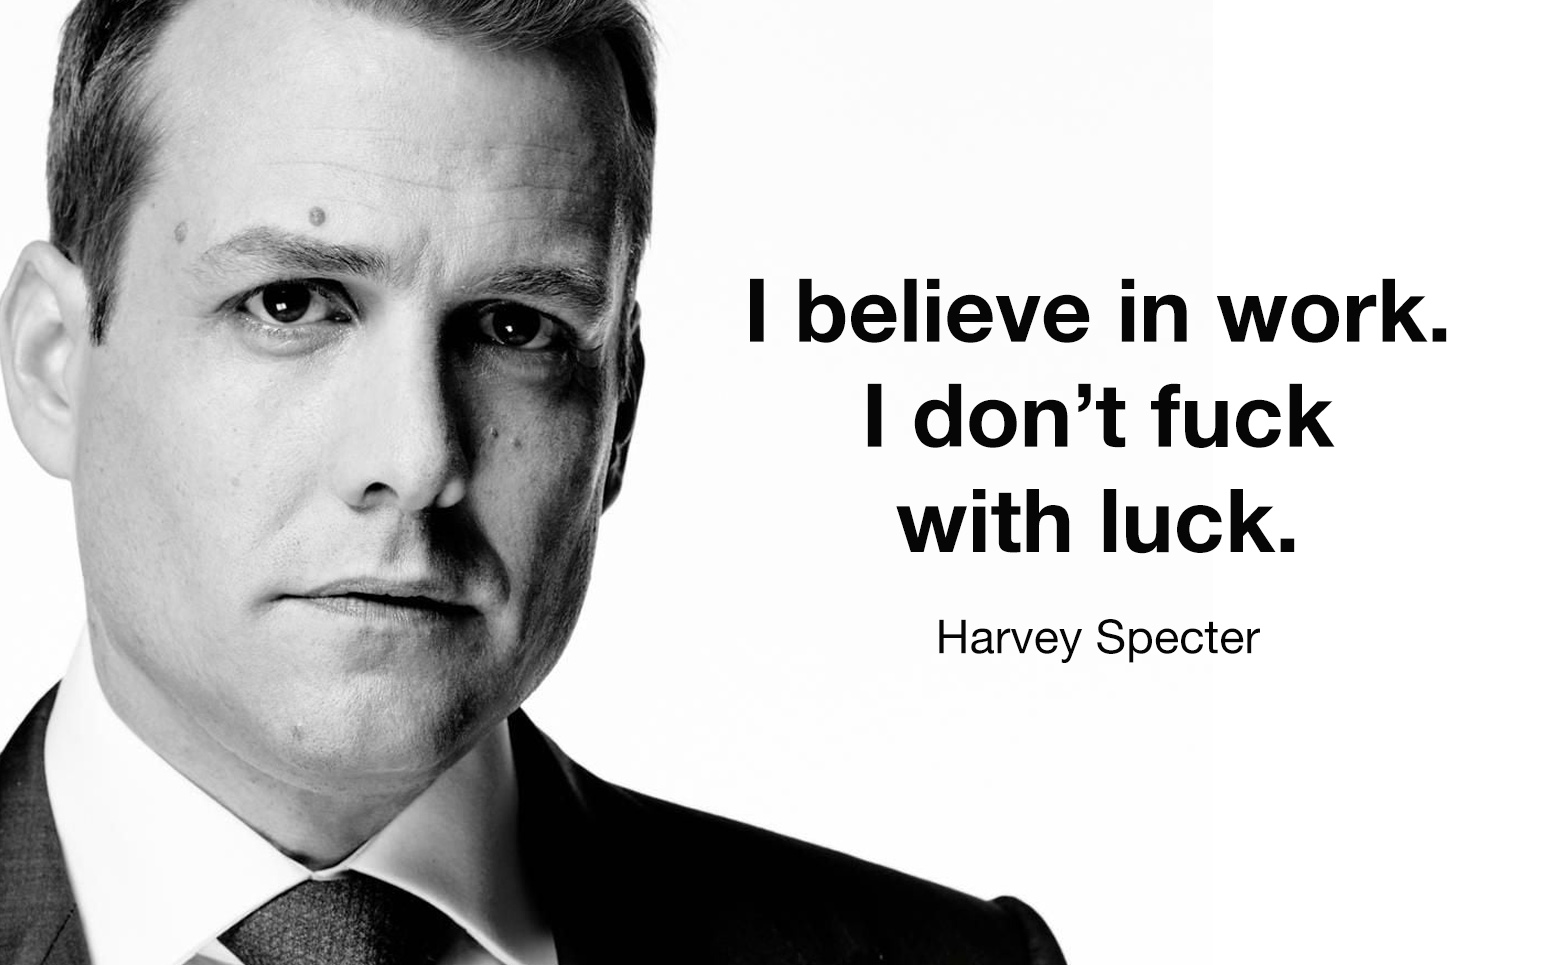 I believe in work.
I don’t fuck
with luck.
Harvey Specter